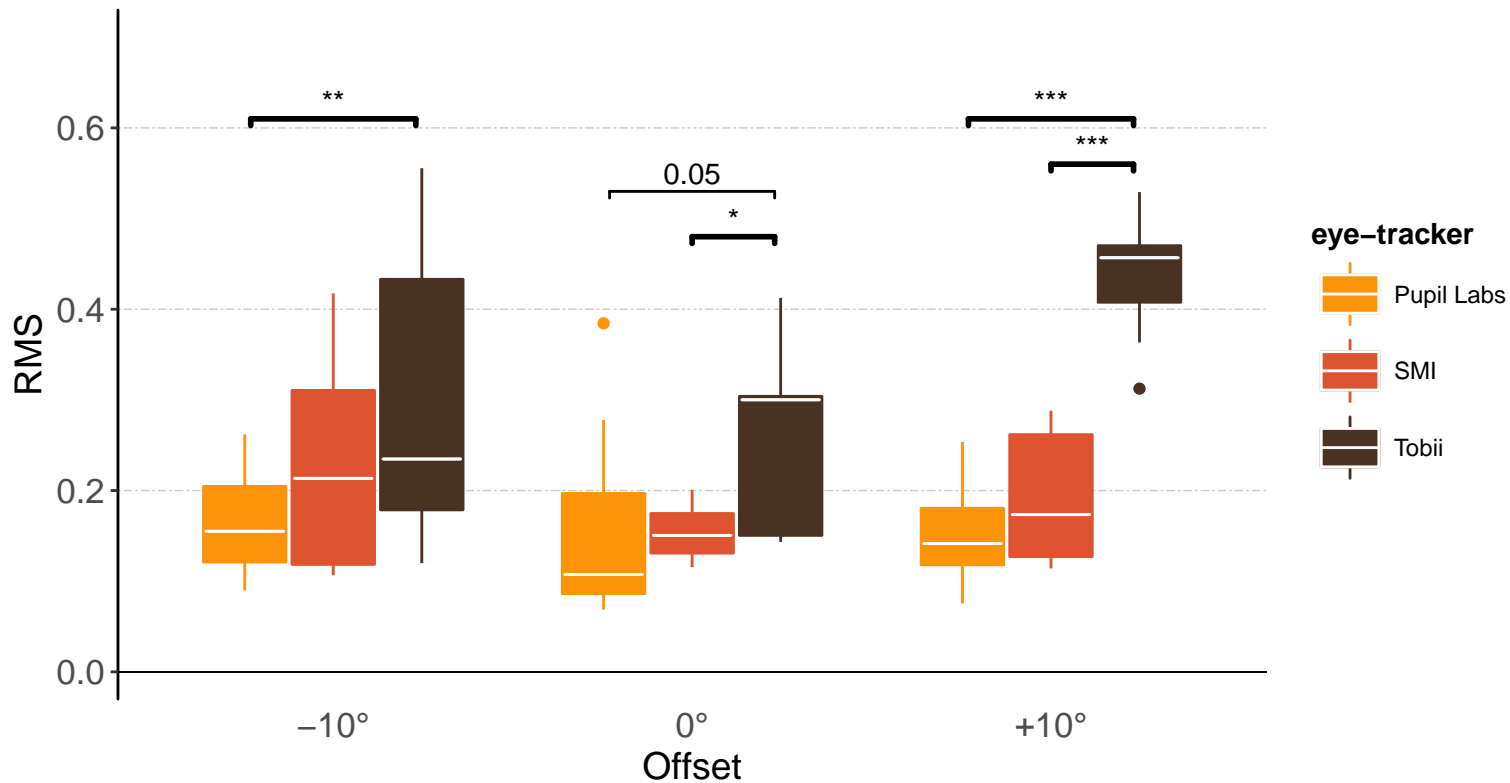 **
***
0.6
***
0.05
*
eye−tracker
Pupil Labs
0.4
RMS
SMI
Tobii
0.2
0.0
−10°
0°
+10°
Offset